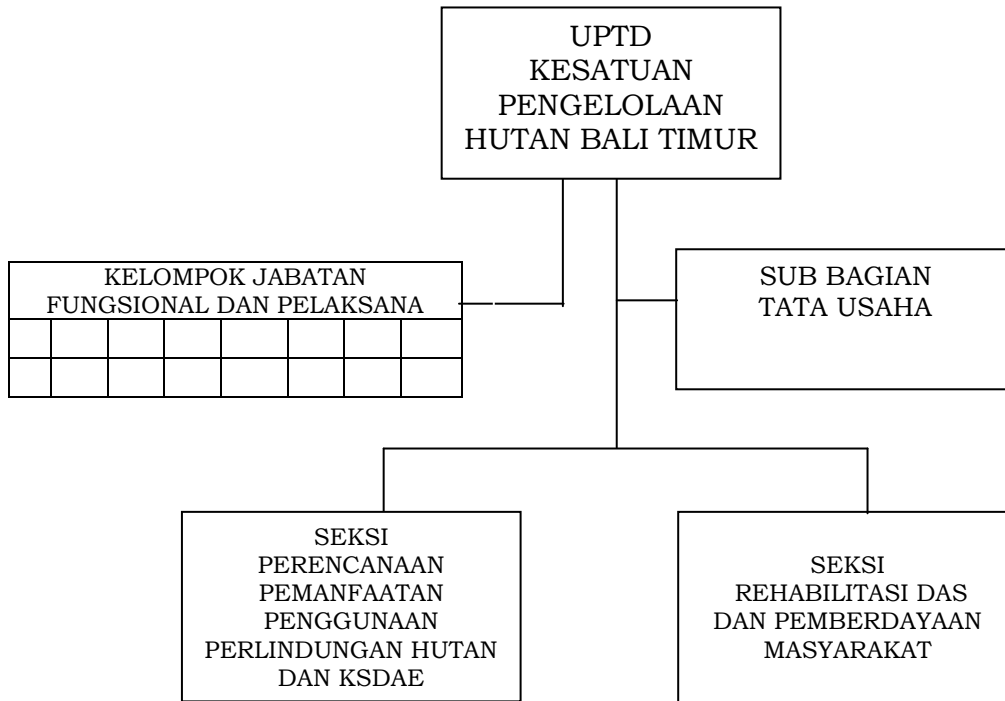 UPTD
KESATUAN
PENGELOLAAN
HUTAN BALI TIMUR
KELOMPOK JABATAN
FUNGSIONAL DAN PELAKSANA
SUB BAGIAN
TATA USAHA
SEKSI
PERENCANAAN
PEMANFAATAN
PENGGUNAAN
PERLINDUNGAN HUTAN
DAN KSDAE
SEKSI
REHABILITASI DAS
DAN PEMBERDAYAAN
MASYARAKAT